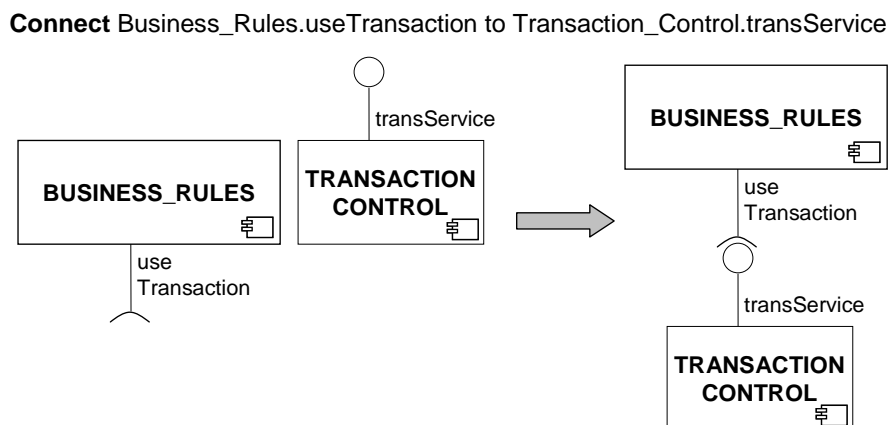 Connect Business_Rules.useTransaction to Transaction_Control.transService
transService
BUSINESS_RULES
TRANSACTION
CONTROL
use
Transaction
BUSINESS_RULES
use
Transaction
transService
TRANSACTION
CONTROL